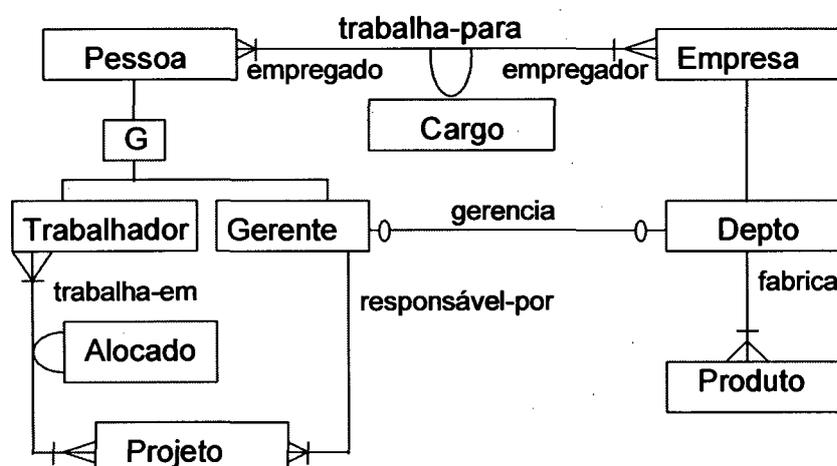 trabalha-para
Pessoa
empregado
empregador
Empresa
Cargo
G
Trabalhador
Gerente
gerencia
Depto
trabalha-em
responsável-por
fabrica
Alocado
Produto
Projeto